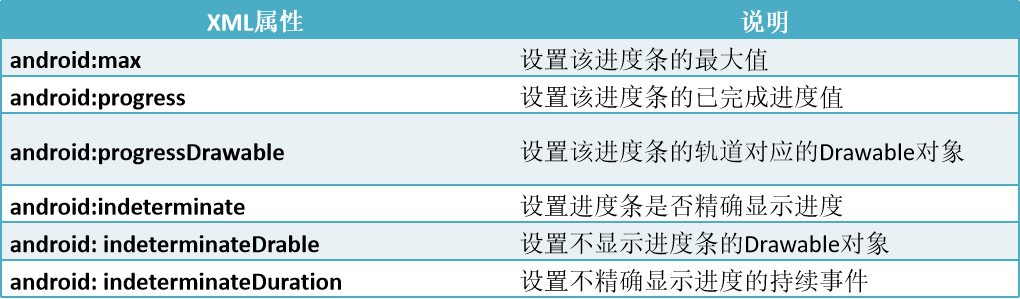 XML属性 说明
android:max 设置该进度条的最大值
android:progress 设置该进度条的已完成进度值
android:progressDrawable 设置该进度条的轨道对应的Drawable对象
android:indeterminate 设置进度条是否精确显示进度
android: indeterminateDrable 设置不显示进度条的Drawable对象
android: indeterminateDuration 设置不精确显示进度的持续事件